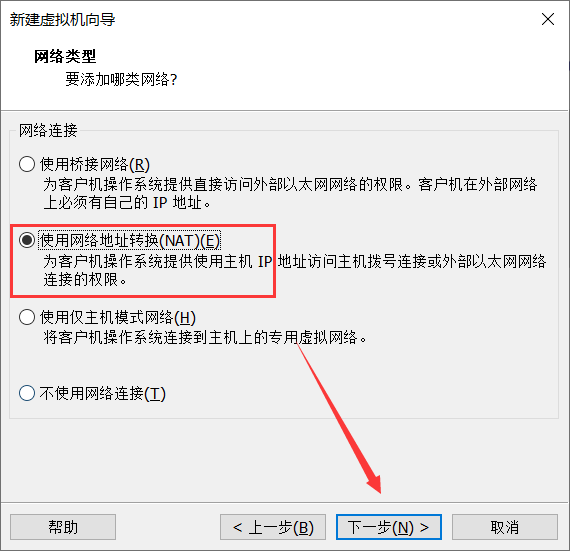 新建虚拟机向导
网络类型
要添加哪类网络?
网络连接
使用桥接网络(R)
为客户机操作系统提供直接访问外部以太网网络的权限。客户机在外部网络
上必须有自己的 IP 地址。
使用网络地址转换(NAT)(E)
为客户机操作系统提供使用主机 IP 地址访问主机拨号连接或外部以太网网络
连接的权限。
使用仅主机模式网络(H)
将客户机操作系统连接到主机上的专用虚拟网络。
不使用网络连接(T)
帮助
< 上一步(B)
下一步(N) >
取消